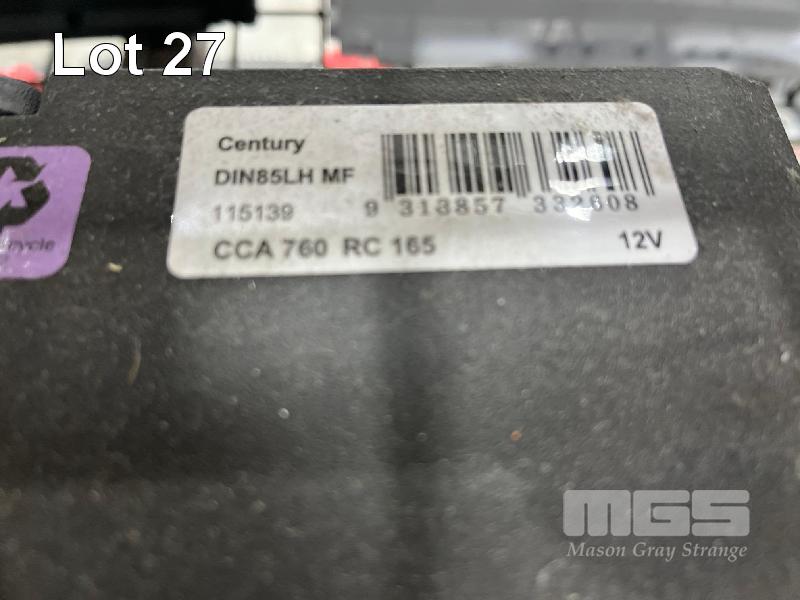 Lot 27
Century
DIN85LH MF
115139
9 313857 332608
CCA 760 RC 165
12V
MGS
Mason Gray Strange